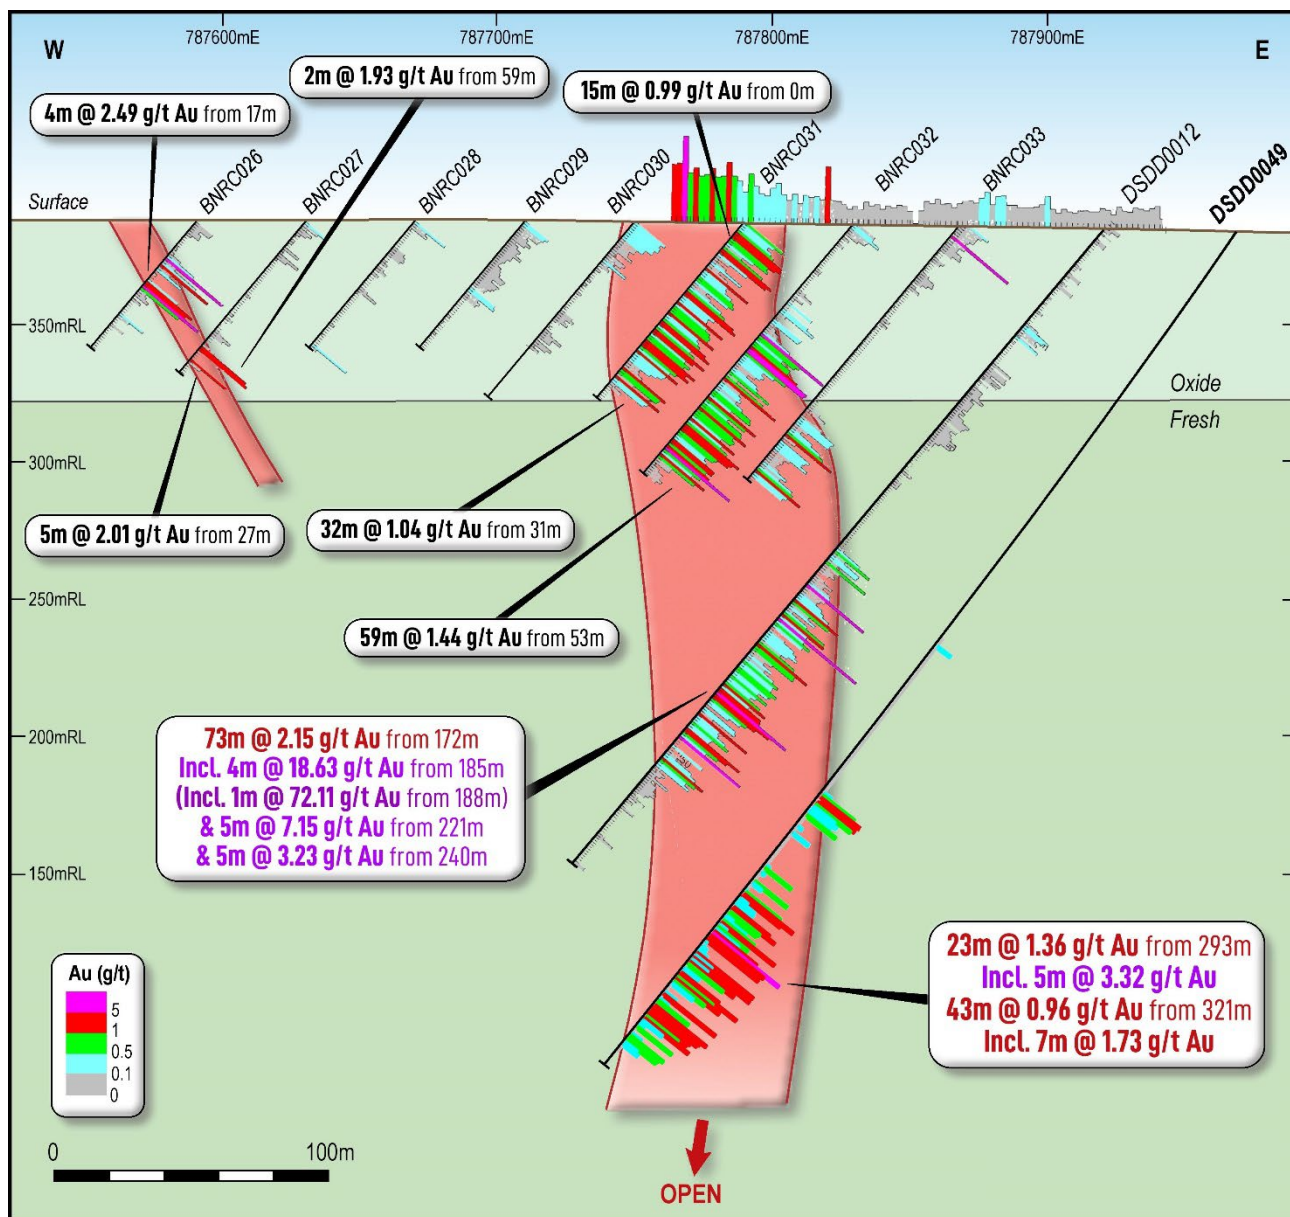 W
787600mE
787700mE
787800mE
787900mE
E
2m @ 1.93 g/t Au from 59m
15m @ 0.99 g/t Au from 0m
4m @ 2.49 g/t Au from 17m
Surface
BNRC026
BNRC027
BNRC028
BNRC029
BNRC030
BNRC031
BNRC032
BNRC033
DSDD0012
DSDD0049
350mRL
Oxide
Fresh
300mRL
5m @ 2.01 g/t Au from 27m
32m @ 1.04 g/t Au from 31m
250mRL
59m @ 1.44 g/t Au from 53m
200mRL
73m @ 2.15 g/t Au from 172m
Incl. 4m @ 18.63 g/t Au from 185m
(Incl. 1m @ 72.11 g/t Au from 188m)
& 5m @ 7.15 g/t Au from 221m
& 5m @ 3.23 g/t Au from 240m
150mRL
23m @ 1.36 g/t Au from 293m
Incl. 5m @ 3.32 g/t Au
43m @ 0.96 g/t Au from 321m
Incl. 7m @ 1.73 g/t Au
Au (g/t)
5
1
0.5
0.1
0
0
100m
OPEN